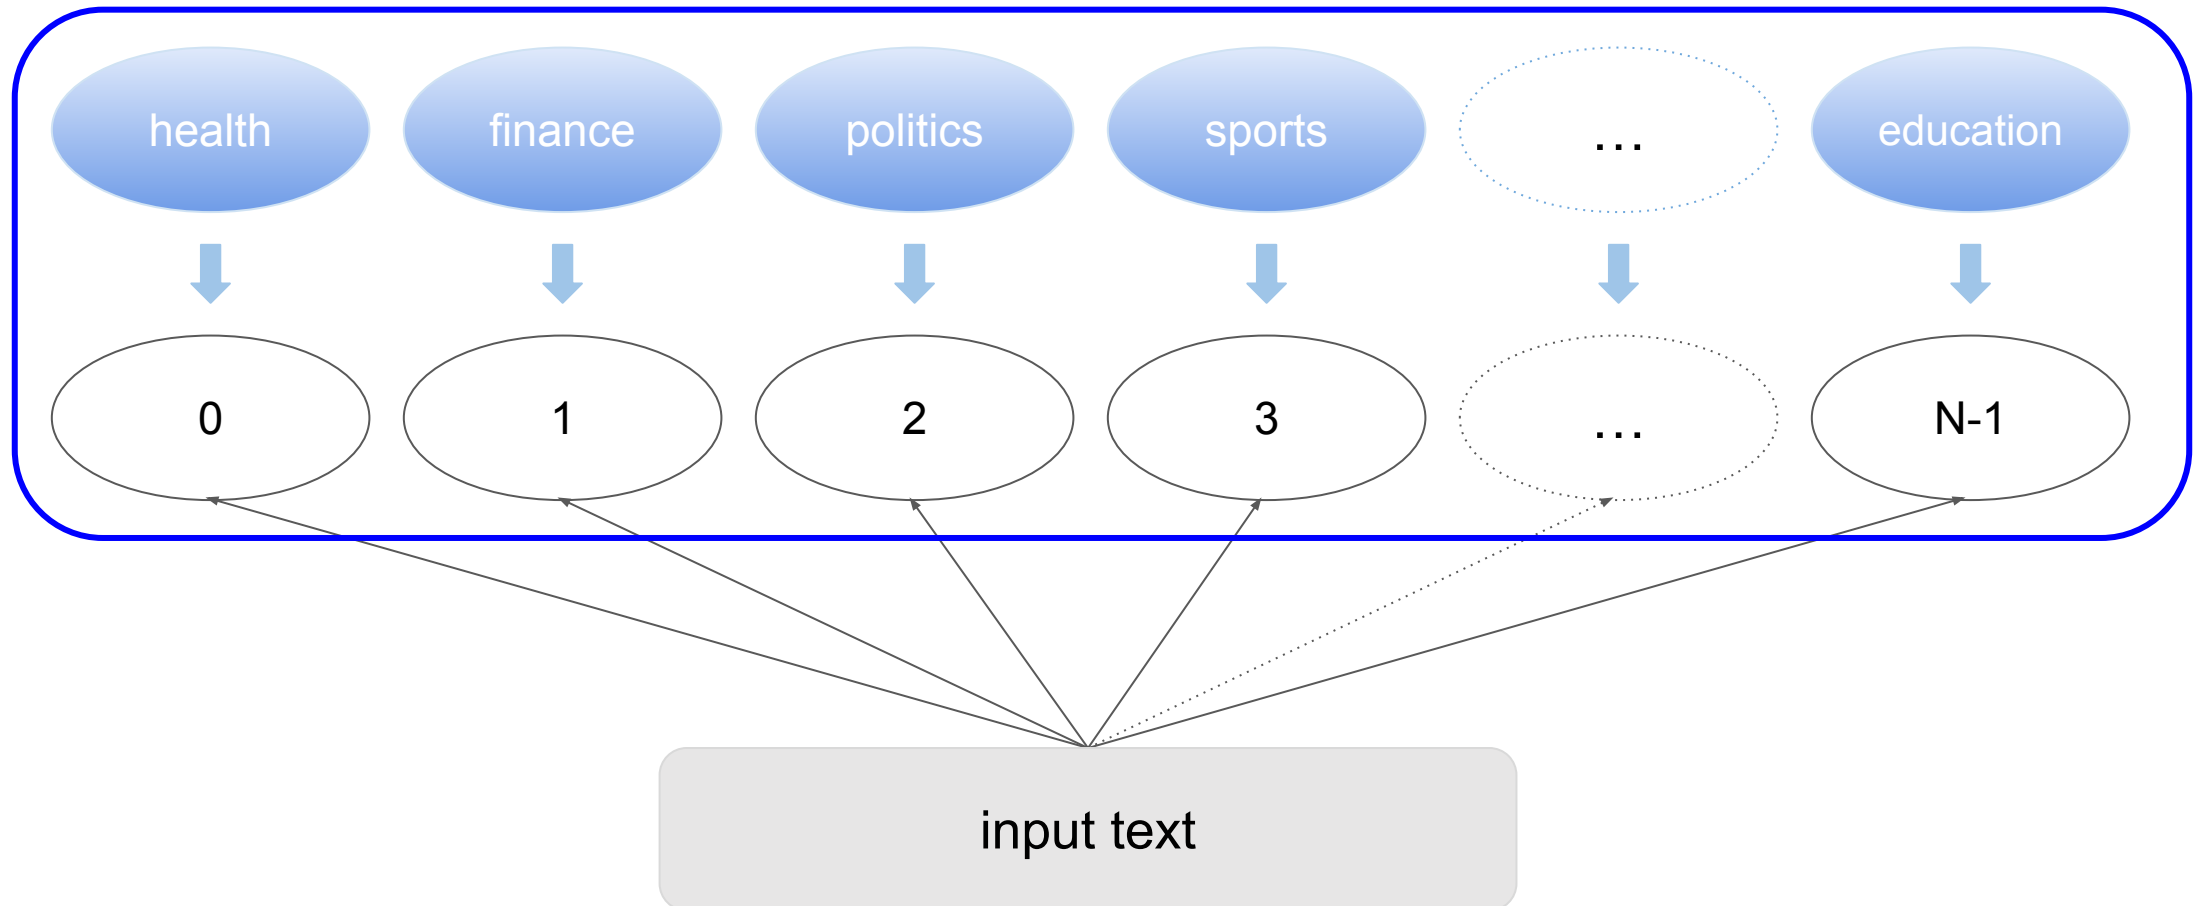 health
finance
politics
sports
...
education
0
1
2
3
...
N-1
input text